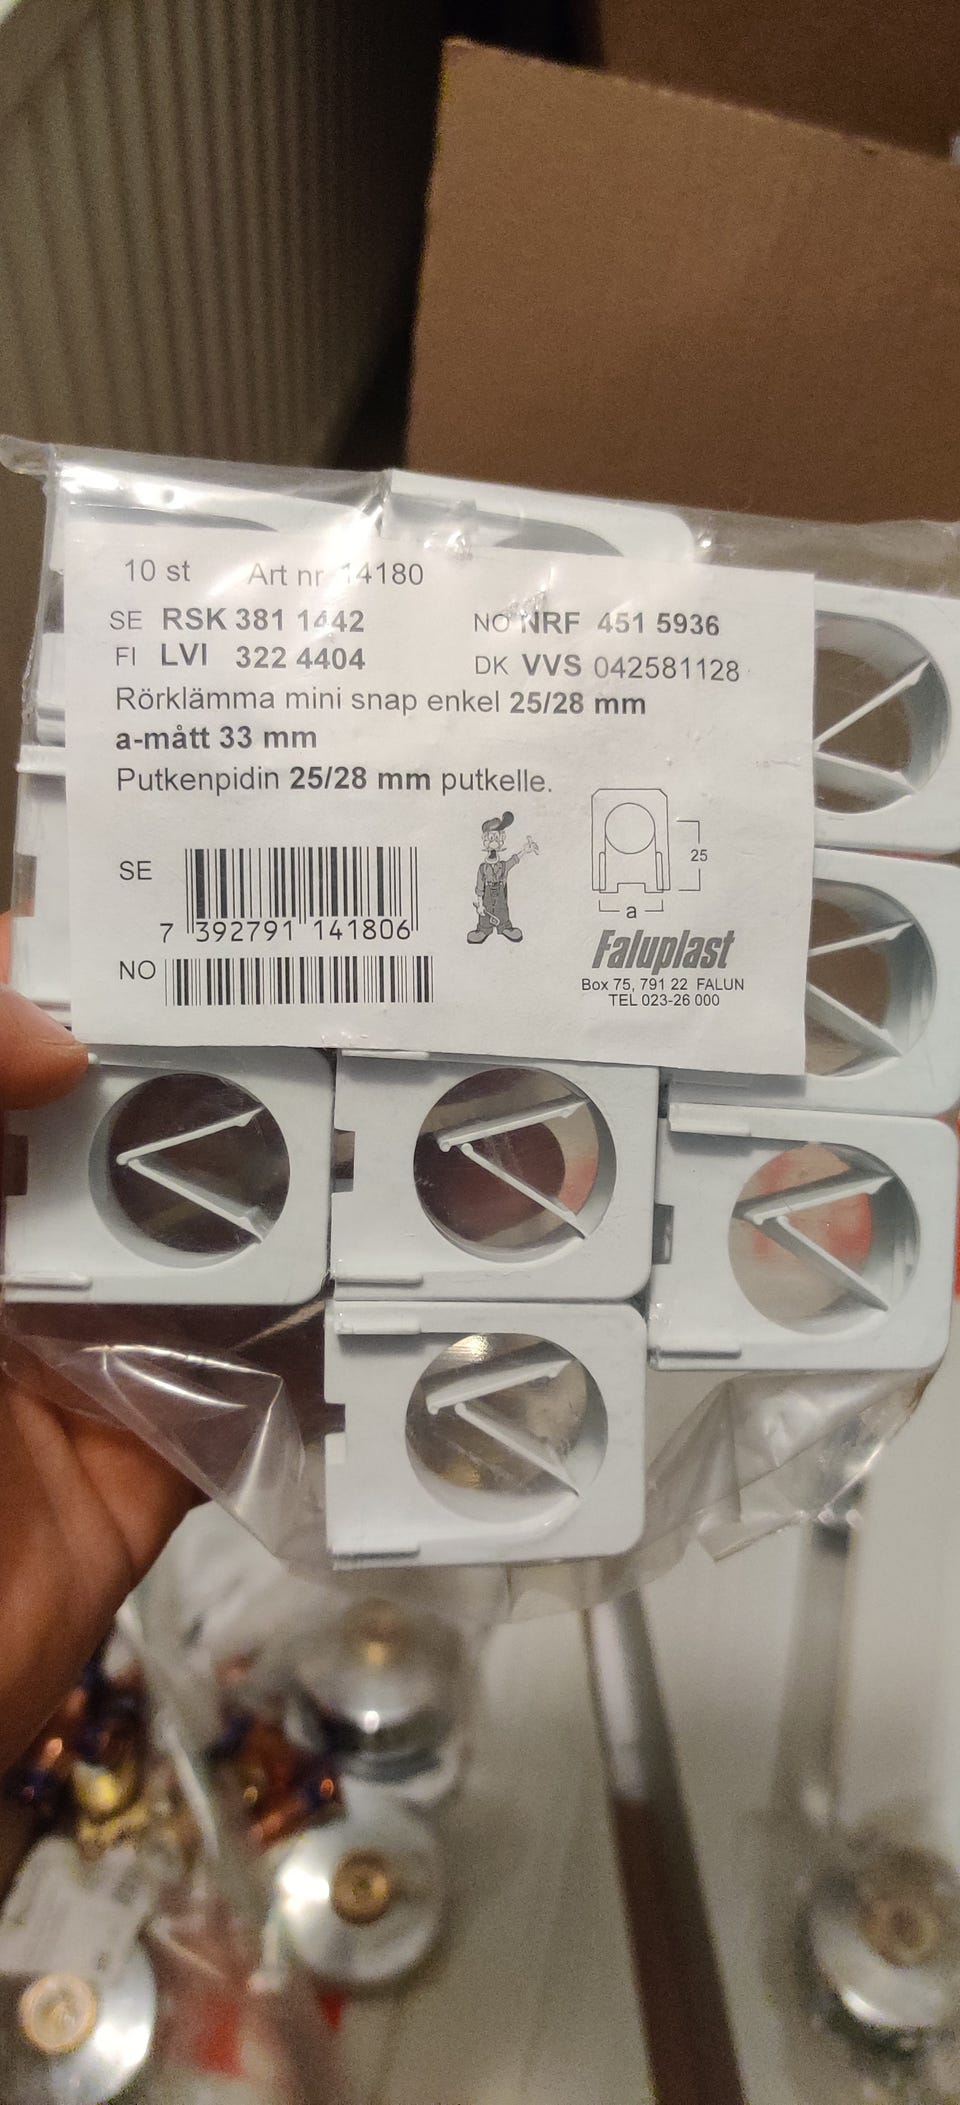 10 st Art nr 14180
SE RSK 381 1442 NO NRF 451 5936
FI LVI 322 4404 DK VVS 042581128
Rörklämma mini snap enkel 25/28 mm
a-mått 33 mm
Putkenpidin 25/28 mm putkelle.
25
SE
a
7 392791 141806
Faluplast
NO
Box 75, 791 22 FALUN
TEL 023-26 000